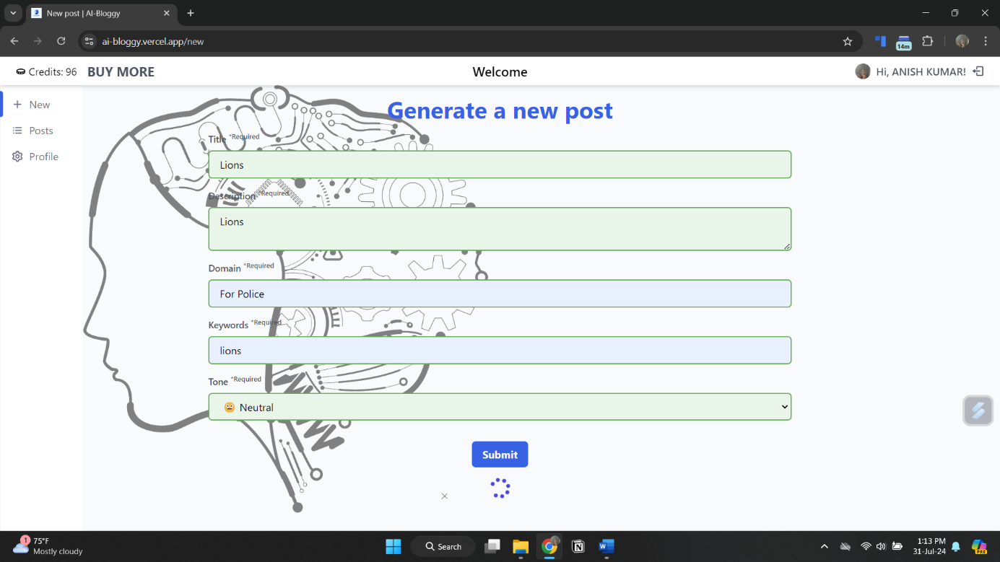 New post | AI-Bloggy
ai-bloggy.vercel.app/new
14m
Credits: 96 BUY MORE Welcome Hi, ANISH KUMAR!
New
Posts
Profile
Generate a new post
Title *Required
Lions
Description *Required
Lions
Domain *Required
For Police
Keywords *Required
lions
Tone *Required
Neutral
Submit
1
75°F
Mostly cloudy
Search
1:13 PM
31-Jul-24
PRE